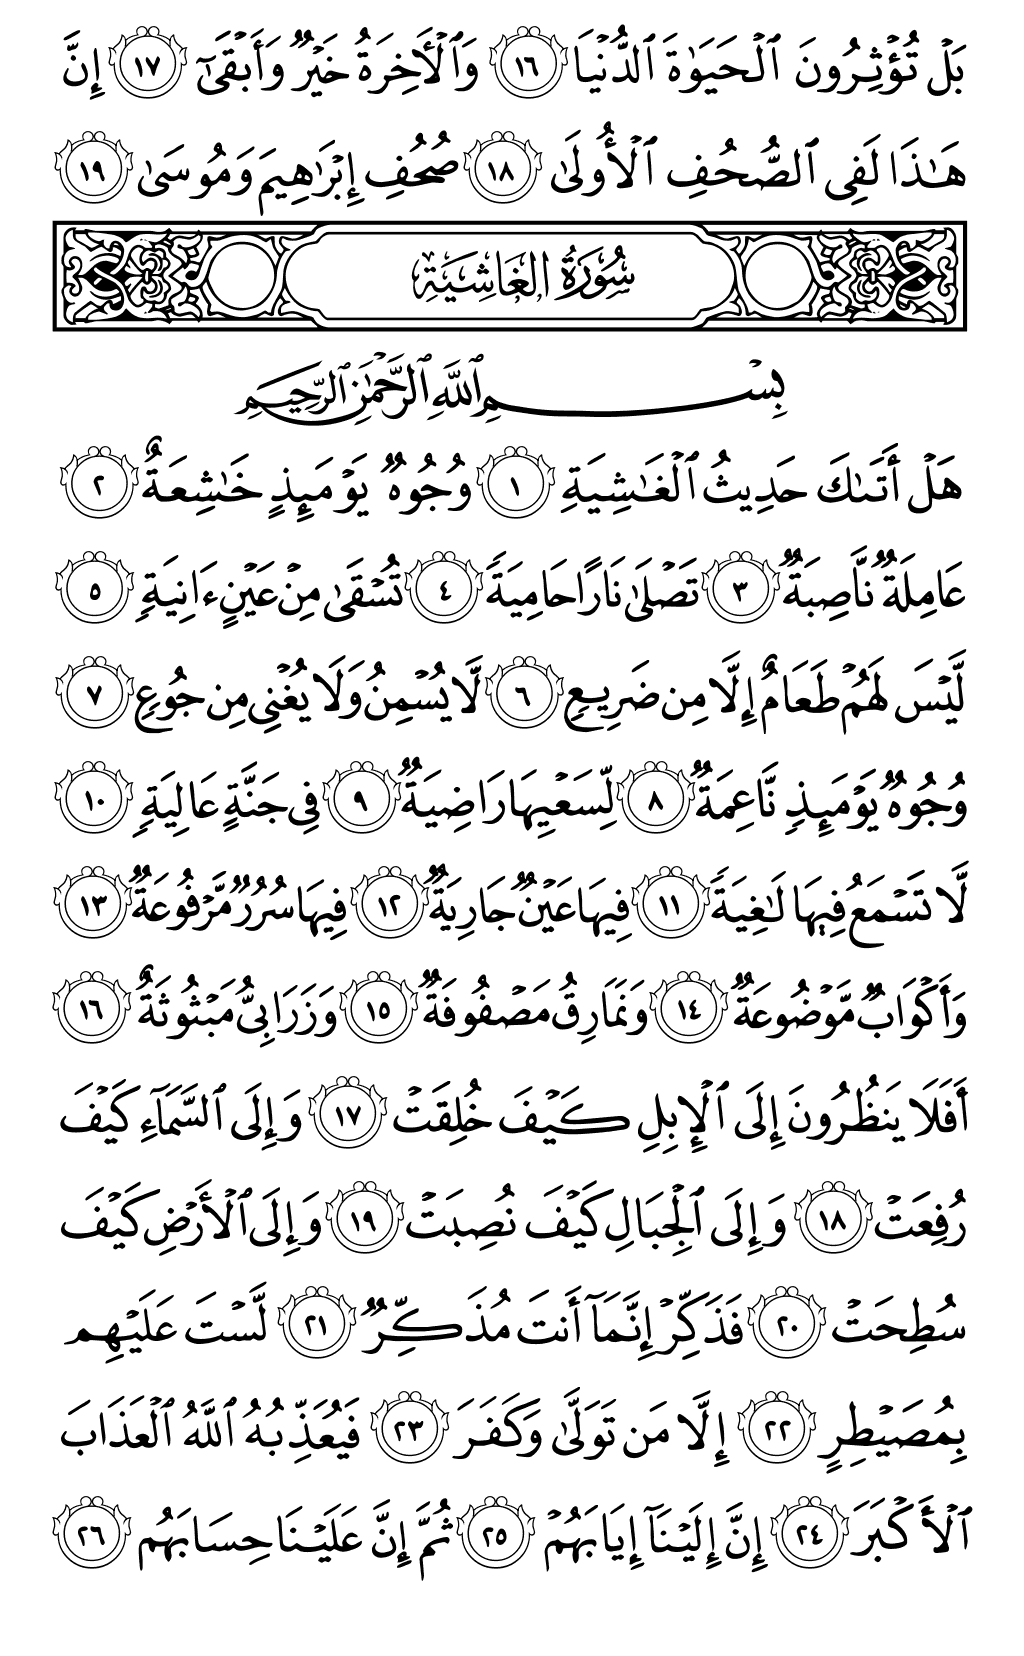 بَلْ تُؤْثِرُونَ ٱلْحَيَوٰةَ ٱلدُّنْيَا ١٦ وَٱلْأَخِرَةُ خَيْرٌ وَأَبْقَىٰٓ ١٧ إِنَّ
هَٰذَا لَفِى ٱلصُّحُفِ ٱلْأُولَىٰ ١٨ صُحُفِ إِبْرَٰهِيمَ وَمُوسَىٰ ١٩
سُورَةُ الغَاشِيَةِ
بِسْمِ ٱللَّهِ ٱلرَّحْمَٰنِ ٱلرَّحِيمِ
هَلْ أَتَىٰكَ حَدِيثُ ٱلْغَٰشِيَةِ ١ وُجُوهٌ يَوْمَئِذٍ خَٰشِعَةٌ ٢
عَامِلَةٌ نَّاصِبَةٌ ٣ تَصْلَىٰ نَارًا حَامِيَةً ٤ تُسْقَىٰ مِنْ عَيْنٍ ءَانِيَةٍ ٥
لَّيْسَ لَهُمْ طَعَامٌ إِلَّا مِن ضَرِيعٍ ٦ لَّا يُسْمِنُ وَلَا يُغْنِى مِن جُوعٍ ٧
وُجُوهٌ يَوْمَئِذٍ نَّاعِمَةٌ ٨ لِّسَعْيِهَا رَاضِيَةٌ ٩ فِى جَنَّةٍ عَالِيَةٍ ١٠
لَّا تَسْمَعُ فِيهَا لَٰغِيَةً ١١ فِيهَا عَيْنٌ جَارِيَةٌ ١٢ فِيهَا سُرُرٌ مَّرْفُوعَةٌ ١٣
وَأَكْوَابٌ مَّوْضُوعَةٌ ١٤ وَنَمَارِقُ مَصْفُوفَةٌ ١٥ وَزَرَابِىُّ مَبْثُوثَةٌ ١٦
أَفَلَا يَنظُرُونَ إِلَى ٱلْإِبِلِ كَيْفَ خُلِقَتْ ١٧ وَإِلَى ٱلسَّمَآءِ كَيْفَ
رُفِعَتْ ١٨ وَإِلَى ٱلْجِبَالِ كَيْفَ نُصِبَتْ ١٩ وَإِلَى ٱلْأَرْضِ كَيْفَ
سُطِحَتْ ٢٠ فَذَكِّرْ إِنَّمَآ أَنتَ مُذَكِّرٌ ٢١ لَّسْتَ عَلَيْهِم
بِمُصَيْطِرٍ ٢٢ إِلَّا مَن تَوَلَّىٰ وَكَفَرَ ٢٣ فَيُعَذِّبُهُ ٱللَّهُ ٱلْعَذَابَ
ٱلْأَكْبَرَ ٢٤ إِنَّ إِلَيْنَآ إِيَابَهُمْ ٢٥ ثُمَّ إِنَّ عَلَيْنَا حِسَابَهُم ٢٦